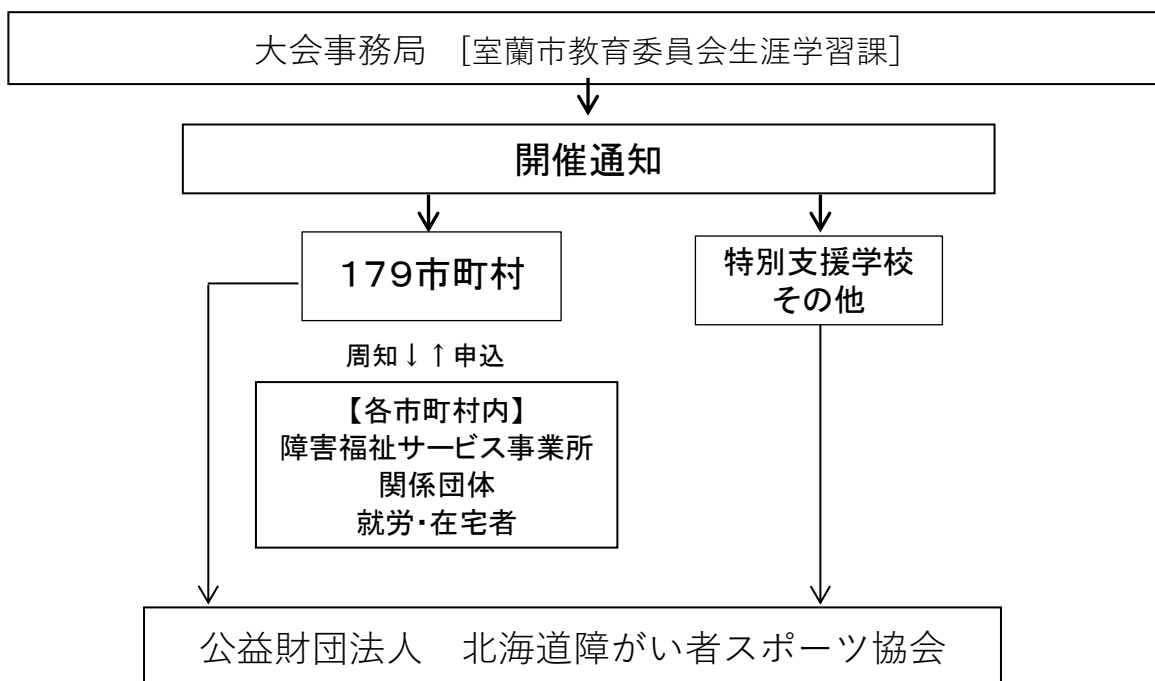 大会事務局　[室蘭市教育委員会生涯学習課]
開催通知
179市町村
特別支援学校
その他
周知↓↑申込
【各市町村内】
障害福祉サービス事業所
関係団体
就労・在宅者
公益財団法人　北海道障がい者スポーツ協会